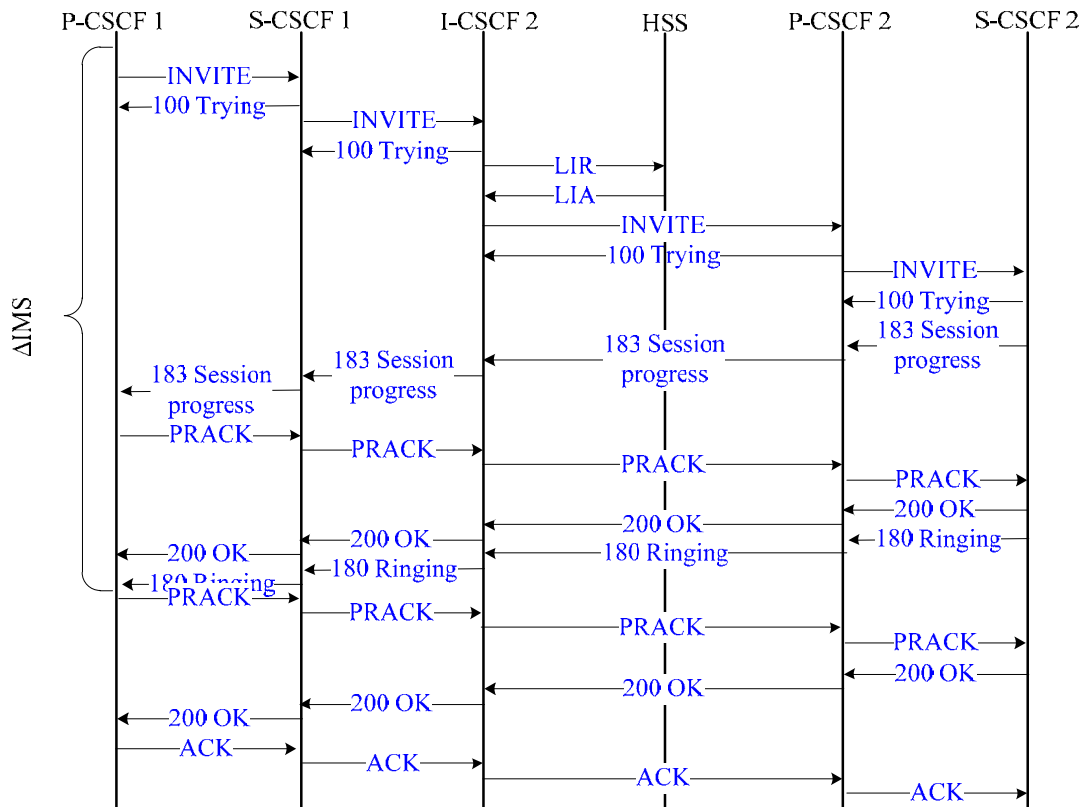 P-CSCF 1 S-CSCF 1 I-CSCF 2 HSS P-CSCF 2 S-CSCF 2
INVITE
100 Trying
INVITE
100 Trying
LIR
LIA
INVITE
100 Trying
INVITE
100 Trying
ΔIMS
183 Session
progress
183 Session
progress
183 Session
progress
183 Session
progress
PRACK
PRACK
PRACK
PRACK
200 OK
200 OK
200 OK
200 OK
180 Ringing
180 Ringing
180 Ringing
180 Ringing
PRACK
PRACK
PRACK
PRACK
200 OK
200 OK
200 OK
200 OK
ACK
ACK
ACK
ACK